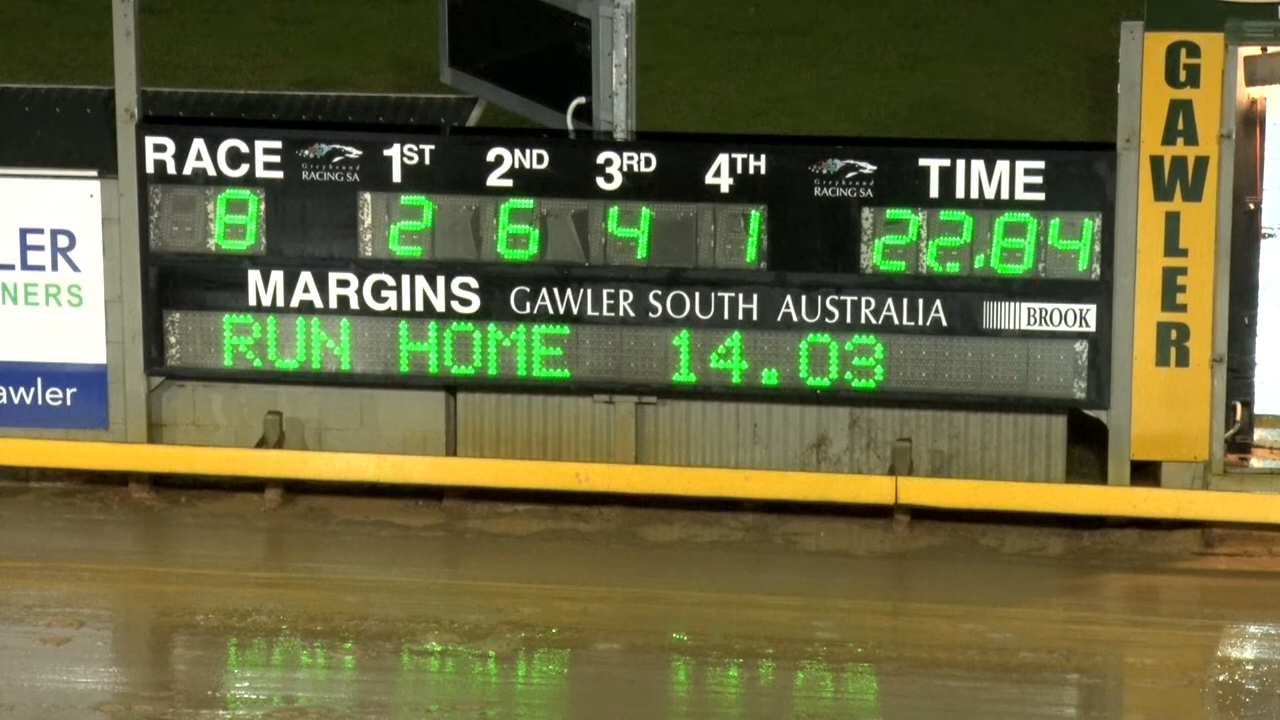 RACE Greyhound RACING SA 1ST 2ND 3RD 4TH Greyhound RACING SA TIME
8 2 6 4 1 22.84
MARGINS GAWLER SOUTH AUSTRALIA BROOK
RUN HOME 14.03
GAWLER
LER
NERS
awler